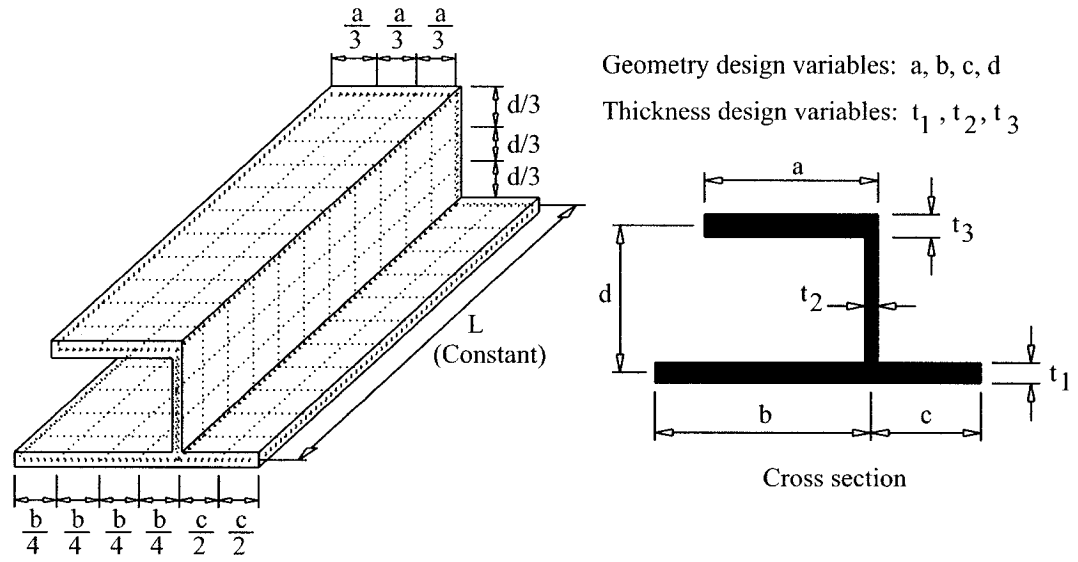 a/3 a/3 a/3
d/3
d/3
d/3
L
(Constant)
b/4 b/4 b/4 b/4 c/2 c/2
Geometry design variables: a, b, c, d
Thickness design variables: t1 , t2, t3
a
t3
d
t2
t1
b
c
Cross section